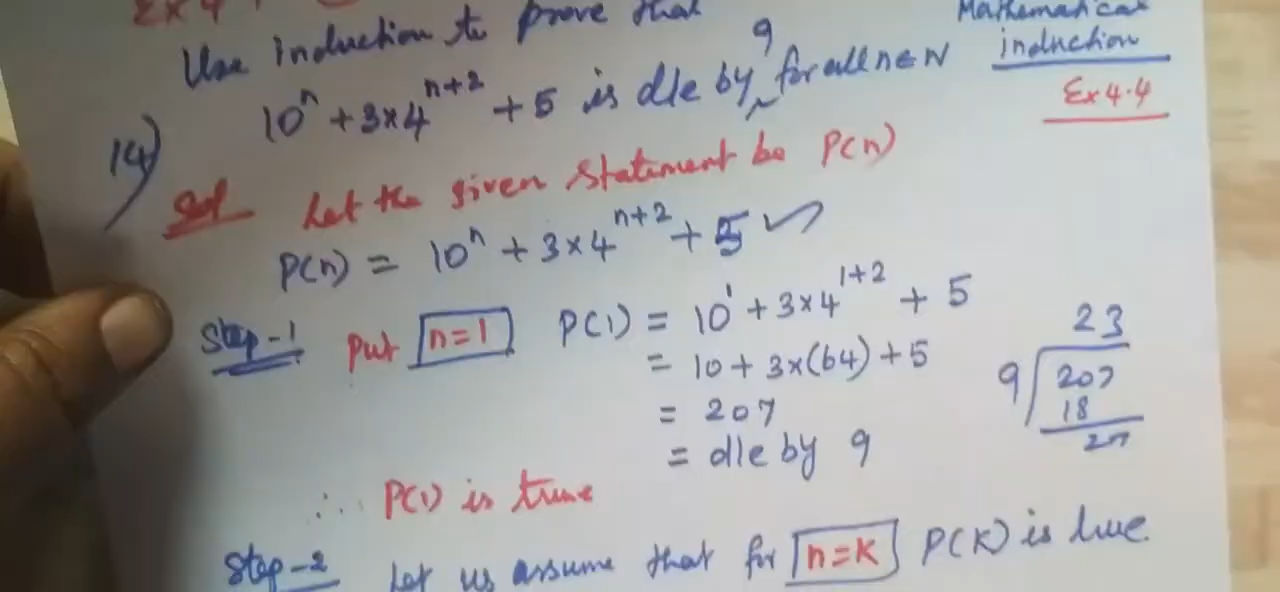 Ex 4
Use induction to prove that
Mathematical
induction
Ex 4.4
14) 10^n + 3×4^(n+2) + 5 is dle by 9 for all n∈N
Sol Let the given statement be P(n)
P(n) = 10^n + 3×4^(n+2) + 5
Step-1 Put n=1 P(1) = 10^1 + 3×4^(1+2) + 5
= 10 + 3×(64) + 5
= 207
= dle by 9
23
9 207
18
27
∴ P(1) is true
Step-2 Let us assume that for n=K P(K) is true.